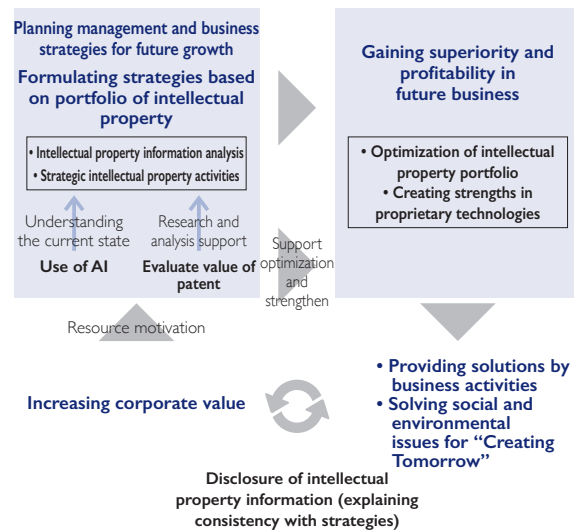 Planning management and business
strategies for future growth
Formulating strategies based
on portfolio of intellectual
property
• Intellectual property information analysis
• Strategic intellectual property activities
Understanding
the current state
Use of AI
Research and
analysis support
Evaluate value of
patent
Support
optimization
and
strengthen
Gaining superiority and
profitability in
future business
• Optimization of intellectual
property portfolio
• Creating strengths in
proprietary technologies
Resource motivation
Increasing corporate value
• Providing solutions by
business activities
• Solving social and
environmental
issues for “Creating
Tomorrow”
Disclosure of intellectual
property information (explaining
consistency with strategies)